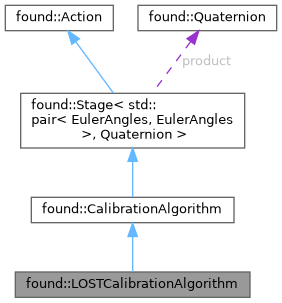 found::Action
found::Quaternion
product
found::Stage< std::
pair< EulerAngles, EulerAngles
>, Quaternion >
found::CalibrationAlgorithm
found::LOSTCalibrationAlgorithm